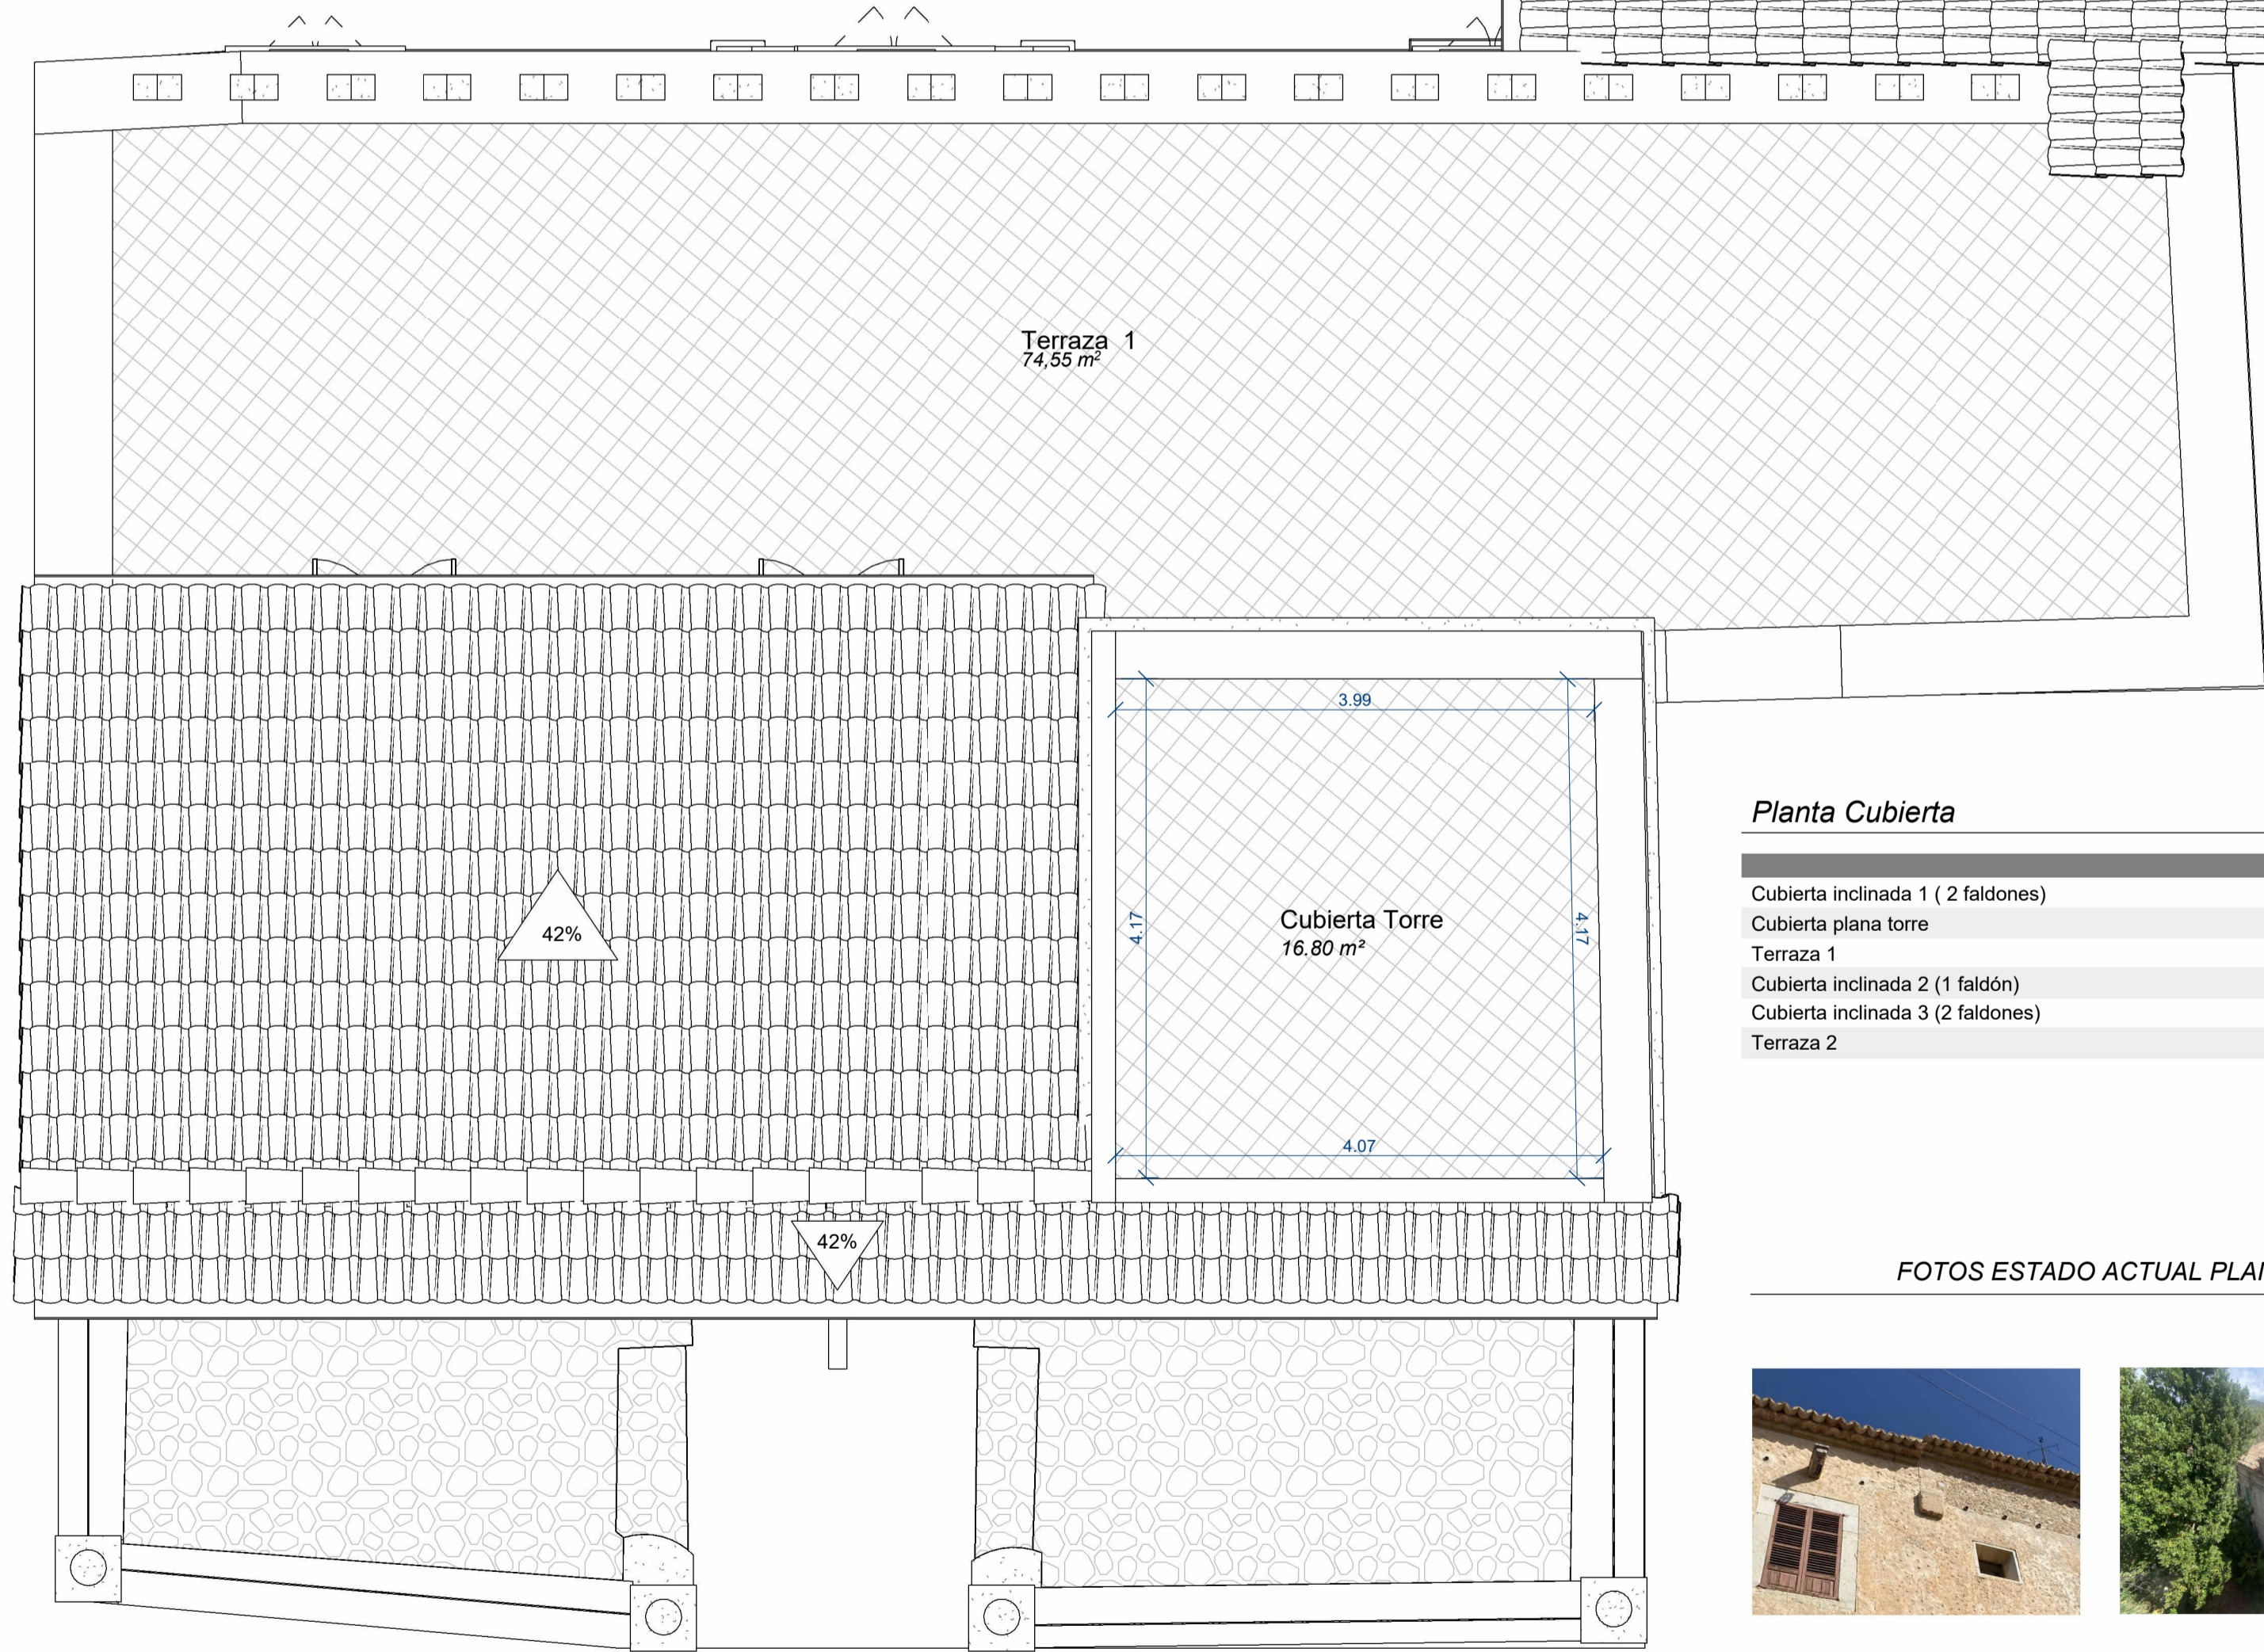 Terraza 1
74,55 m²
3.99
4.17
4.17
Cubierta Torre
16.80 m²
4.07
42%
42%
Planta Cubierta
Cubierta inclinada 1 ( 2 faldones)
Cubierta plana torre
Terraza 1
Cubierta inclinada 2 (1 faldón)
Cubierta inclinada 3 (2 faldones)
Terraza 2
FOTOS ESTADO ACTUAL